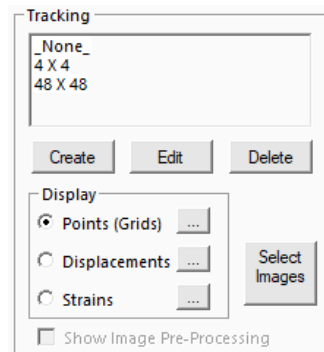 Tracking
_None_
4 X 4
48 X 48
Create Edit Delete
Display
Points (Grids) ...
Displacements ...
Strains ...
Select
Images
Show Image Pre-Processing